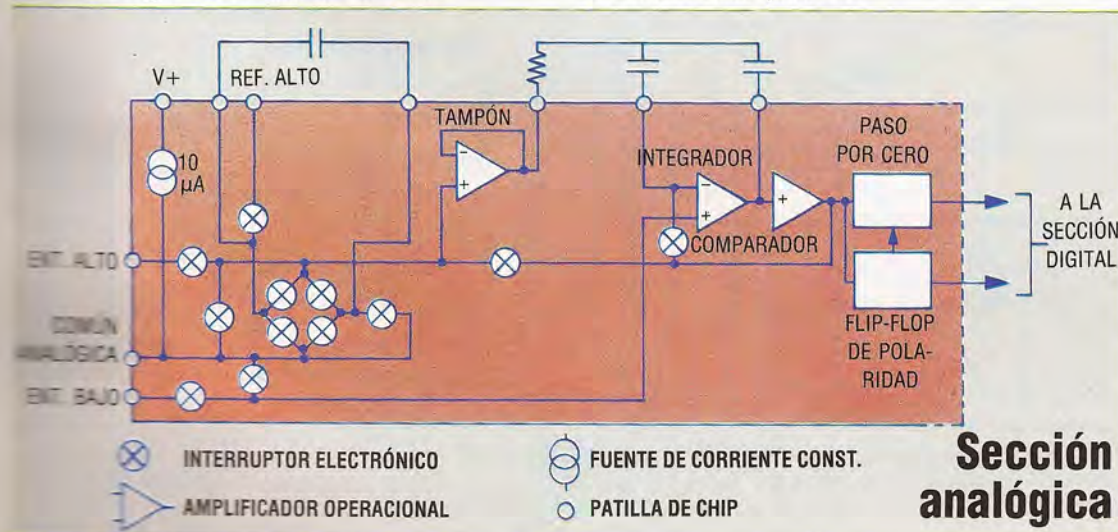 V+
REF. ALTO
10
µA
TAMPÓN
INTEGRADOR
COMPARADOR
PASO
POR CERO
FLIP-FLOP
DE POLA-
RIDAD
A LA
SECCIÓN
DIGITAL
ENT. ALTO
COMÚN
ANALÓGICA
ENT. BAJO
INTERRUPTOR ELECTRÓNICO
AMPLIFICADOR OPERACIONAL
FUENTE DE CORRIENTE CONST.
PATILLA DE CHIP
Sección
analógica